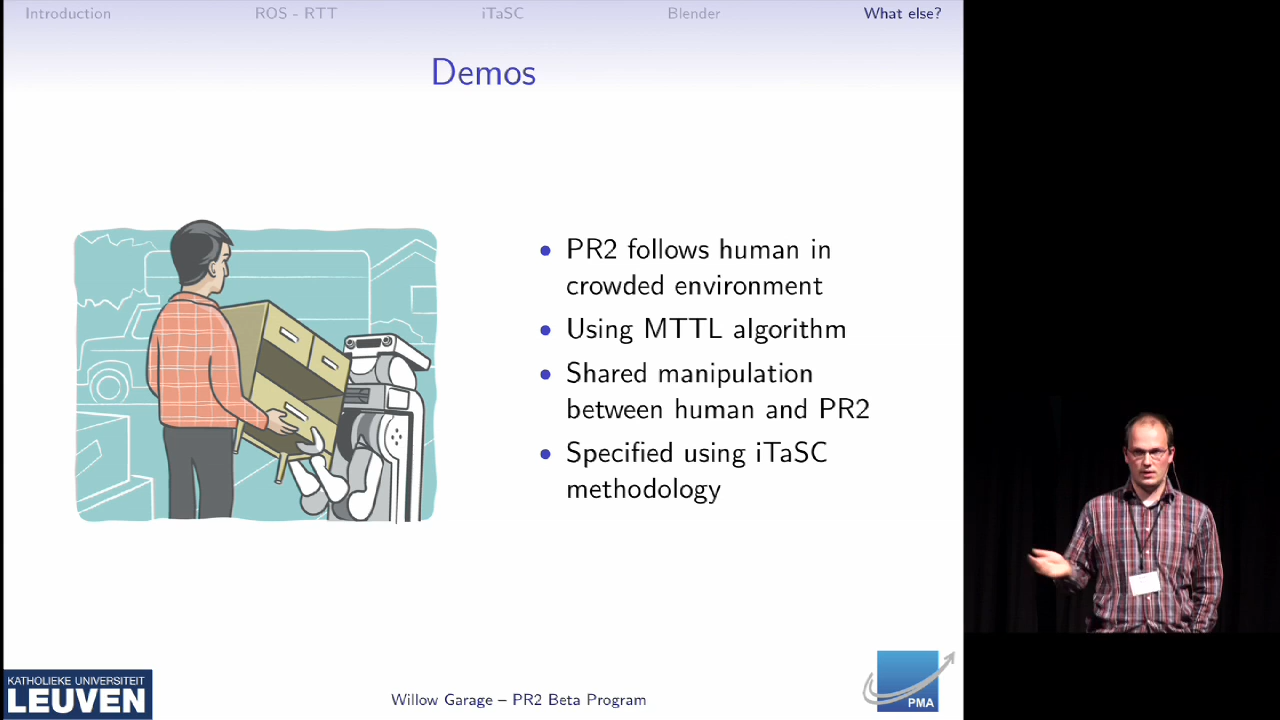 Introduction ROS - RTT iTaSC Blender What else?
Demos
• PR2 follows human in
crowded environment
• Using MTTL algorithm
• Shared manipulation
between human and PR2
• Specified using iTaSC
methodology
KATHOLIEKE UNIVERSITEIT
LEUVEN
Willow Garage – PR2 Beta Program
PMA